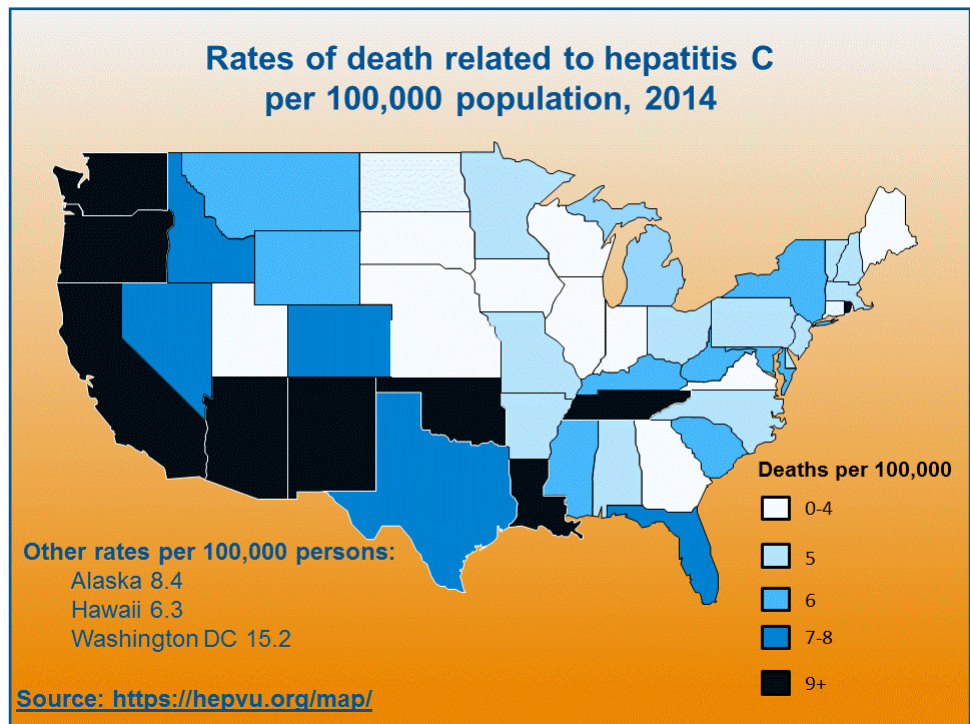 Rates of death related to hepatitis C
per 100,000 population, 2014
Deaths per 100,000
0-4
5
6
7-8
9+
Other rates per 100,000 persons:
Alaska 8.4
Hawaii 6.3
Washington DC 15.2
Source: https://hepvu.org/map/